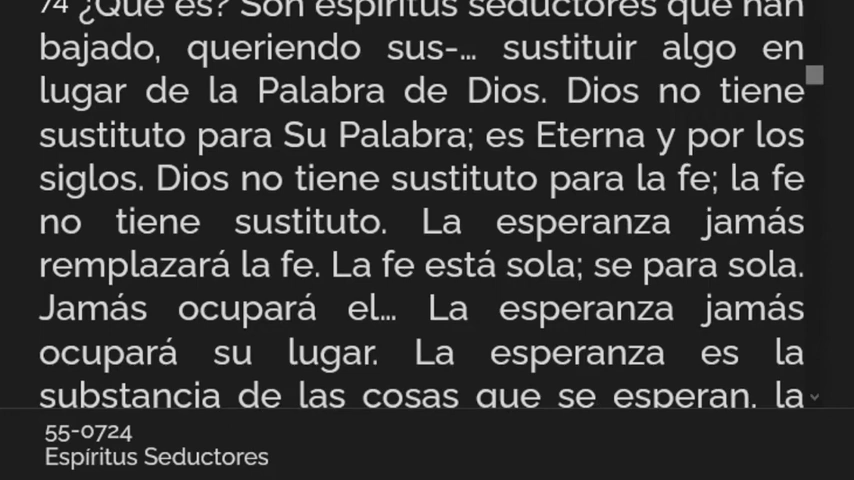 74 ¿Qué es? Son espíritus seductores que han
bajado, queriendo sus-... sustituir algo en
lugar de la Palabra de Dios. Dios no tiene
sustituto para Su Palabra; es Eterna y por los
siglos. Dios no tiene sustituto para la fe; la fe
no tiene sustituto. La esperanza jamás
remplazará la fe. La fe está sola; se para sola.
Jamás ocupará el... La esperanza jamás
ocupará su lugar. La esperanza es la
substancia de las cosas que se esperan, la
55-0724
Espíritus Seductores